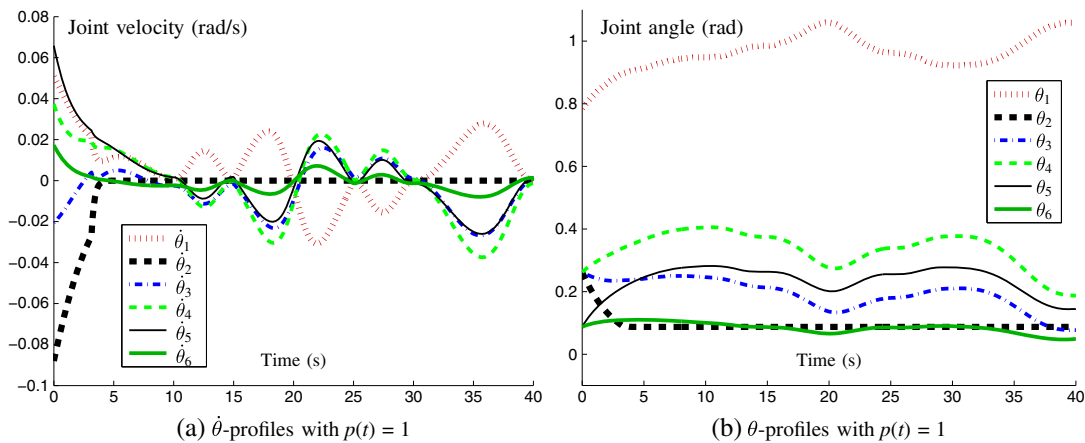 Joint velocity (rad/s)
0.08
0.06
0.04
0.02
0
−0.02
−0.04
−0.06
−0.08
−0.1
θ̇1
θ̇2
θ̇3
θ̇4
θ̇5
θ̇6
Time (s)
0 5 10 15 20 25 30 35 40
(a) θ̇-profiles with p(t) = 1
Joint angle (rad)
1
0.8
0.6
0.4
0.2
0
θ1
θ2
θ3
θ4
θ5
θ6
Time (s)
0 5 10 15 20 25 30 35 40
(b) θ-profiles with p(t) = 1